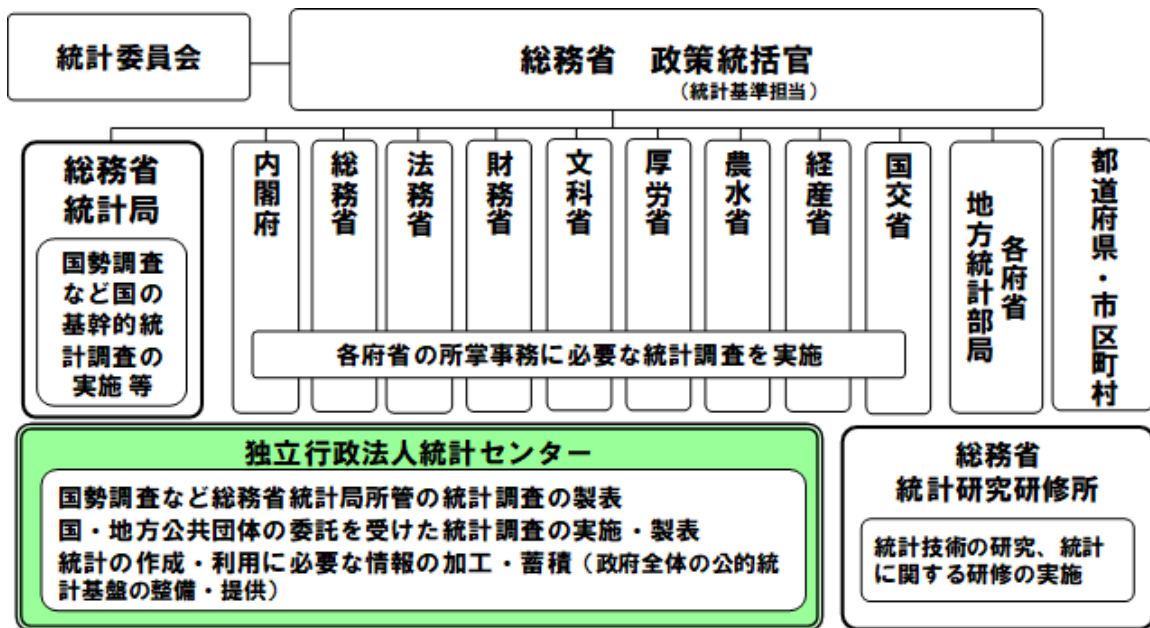 統計委員会
総務省　政策統括官
（統計基準担当）
総務省
統計局
国勢調査
など国の
基幹的統
計調査の
実施 等
内閣府
総務省
法務省
財務省
文科省
厚労省
農水省
経産省
国交省
各府省
地方統計部局
都道府県・市区町村
各府省の所掌事務に必要な統計調査を実施
独立行政法人統計センター
国勢調査など総務省統計局所管の統計調査の製表
国・地方公共団体の委託を受けた統計調査の実施・製表
統計の作成・利用に必要な情報の加工・蓄積（政府全体の公的統
計基盤の整備・提供）
総務省
統計研究研修所
統計技術の研究、統計
に関する研修の実施